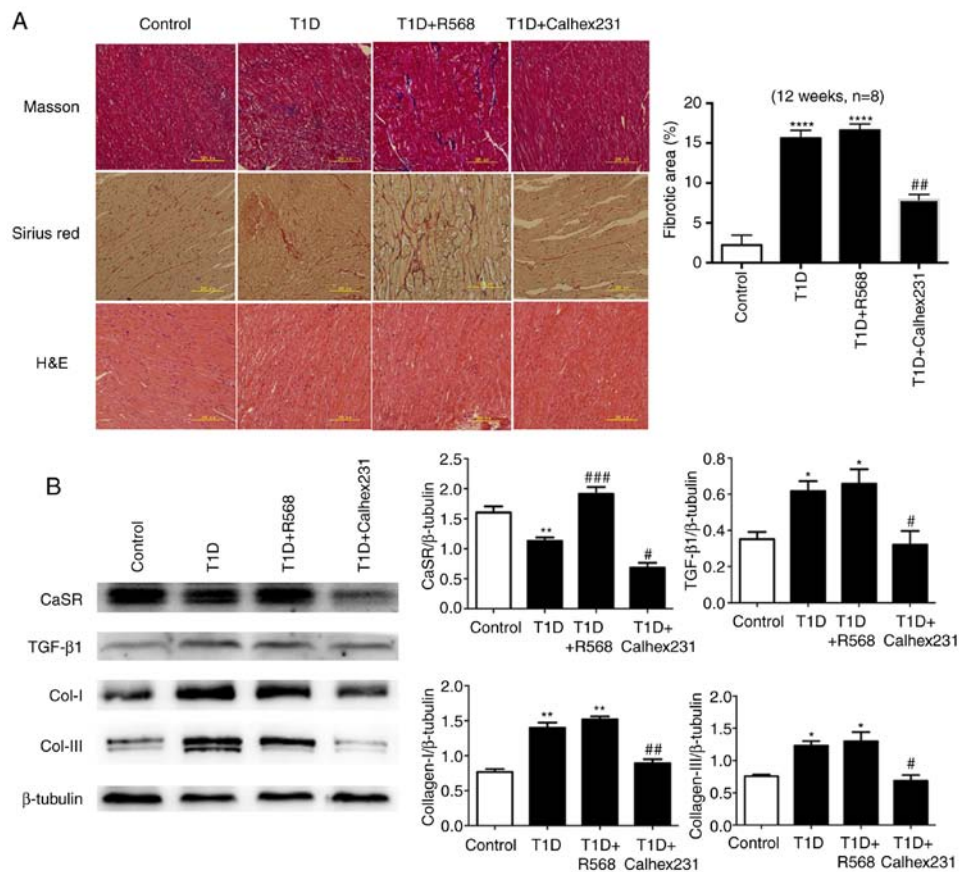 A
Control
T1D
T1D+R568
T1D+Calhex231
Masson
Sirius red
H&E
(12 weeks, n=8)
Fibrotic area (%)
20
15
10
5
0
****
****
##
Control
T1D
T1D+R568
T1D+Calhex231
B
Control
T1D
T1D+R568
T1D+Calhex231
CaSR
TGF-β1
Col-I
Col-III
β-tubulin
CaSR/β-tubulin
2.5
2.0
1.5
1.0
0.5
0.0
**
###
#
Control
T1D
T1D
+R568
T1D+
Calhex231
TGF-β1/β-tubulin
0.8
0.6
0.4
0.2
0.0
*
*
#
Control
T1D
T1D
+R568
T1D+
Calhex231
Collagen-I/β-tubulin
2.0
1.5
1.0
0.5
0.0
**
**
##
Control
T1D
T1D+
R568
T1D+
Calhex231
Collagen-III/β-tubulin
2.0
1.5
1.0
0.5
0.0
*
*
#
Control
T1D
T1D+
R568
T1D+
Calhex231